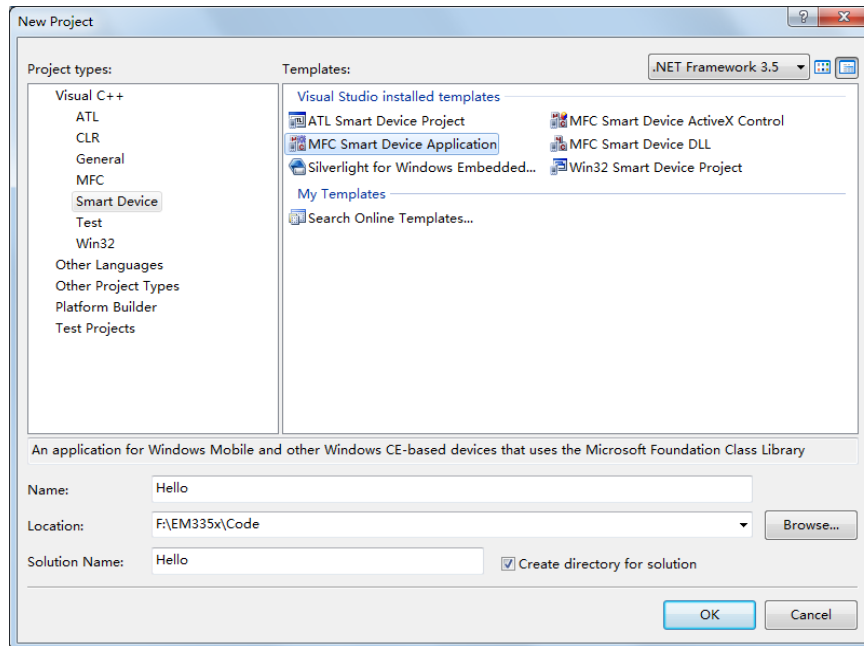 New Project
Project types:
Templates:
.NET Framework 3.5
Visual C++
ATL
CLR
General
MFC
Smart Device
Test
Win32
Other Languages
Other Project Types
Platform Builder
Test Projects
Visual Studio installed templates
ATL Smart Device Project
MFC Smart Device ActiveX Control
MFC Smart Device Application
MFC Smart Device DLL
Silverlight for Windows Embedded...
Win32 Smart Device Project
My Templates
Search Online Templates...
An application for Windows Mobile and other Windows CE-based devices that uses the Microsoft Foundation Class Library
Name:
Hello
Location:
F:\EM335x\Code
Browse...
Solution Name:
Hello
Create directory for solution
OK
Cancel